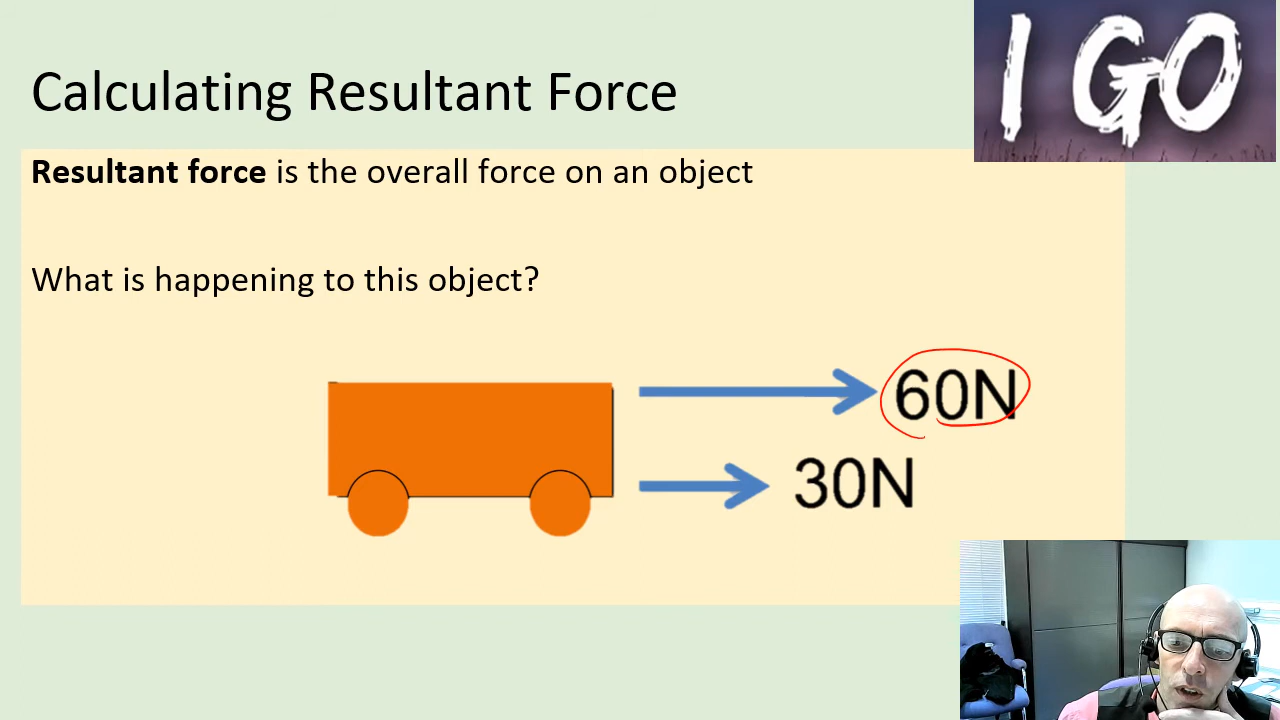 I GO
Calculating Resultant Force
Resultant force is the overall force on an object
What is happening to this object?
60N
30N